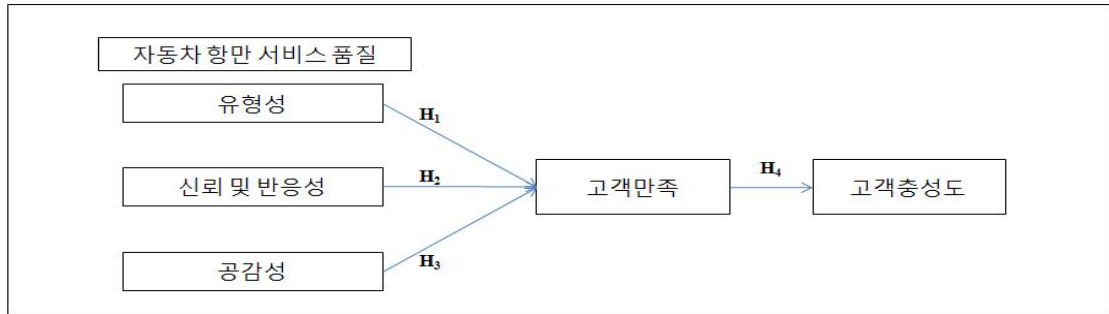 자동차 항만 서비스 품질
유형성
H₁
신뢰 및 반응성
H₂
고객만족
H₄
고객충성도
공감성
H₃